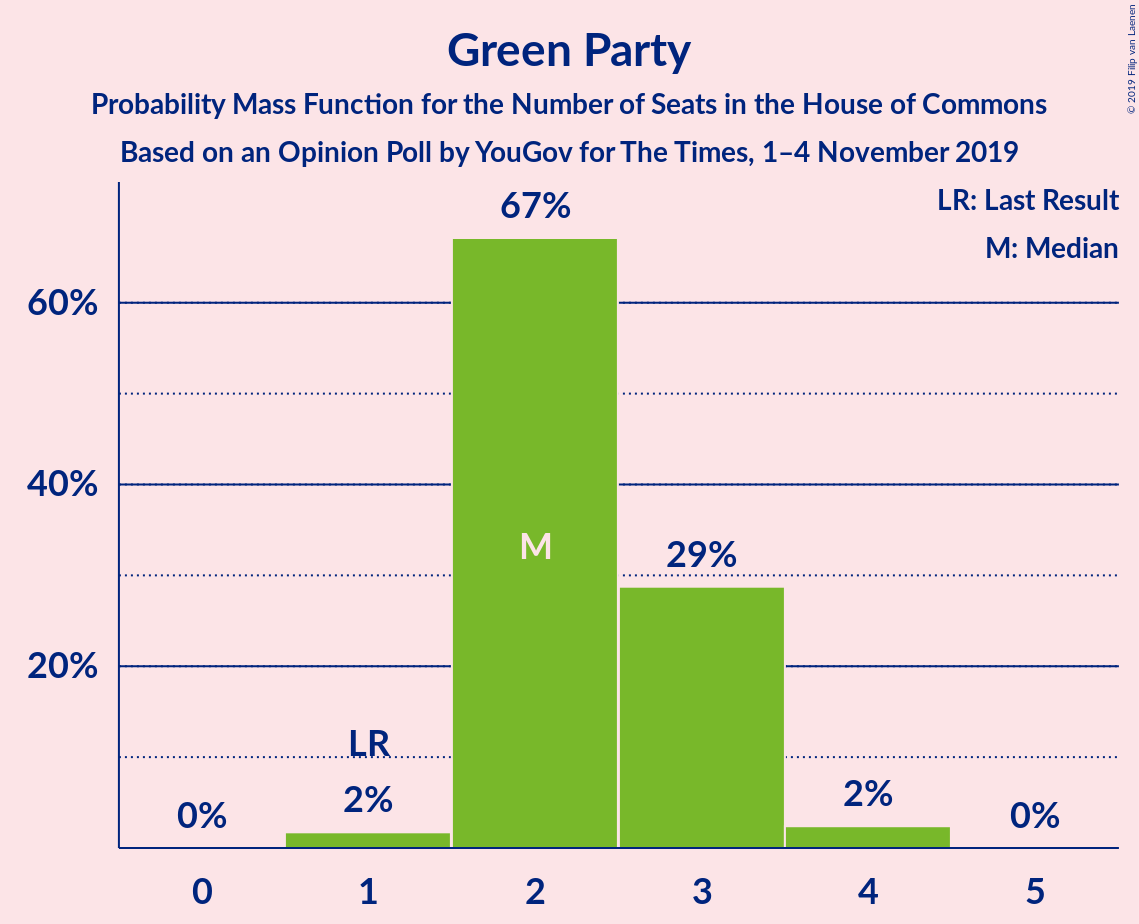 Green Party
Probability Mass Function for the Number of Seats in the House of Commons
Based on an Opinion Poll by YouGov for The Times, 1–4 November 2019
© 2019 Filip van Laenen
LR: Last Result
M: Median
67%
60%
40%
M
29%
20%
LR
0%
2%
2%
0%
0
1
2
3
4
5